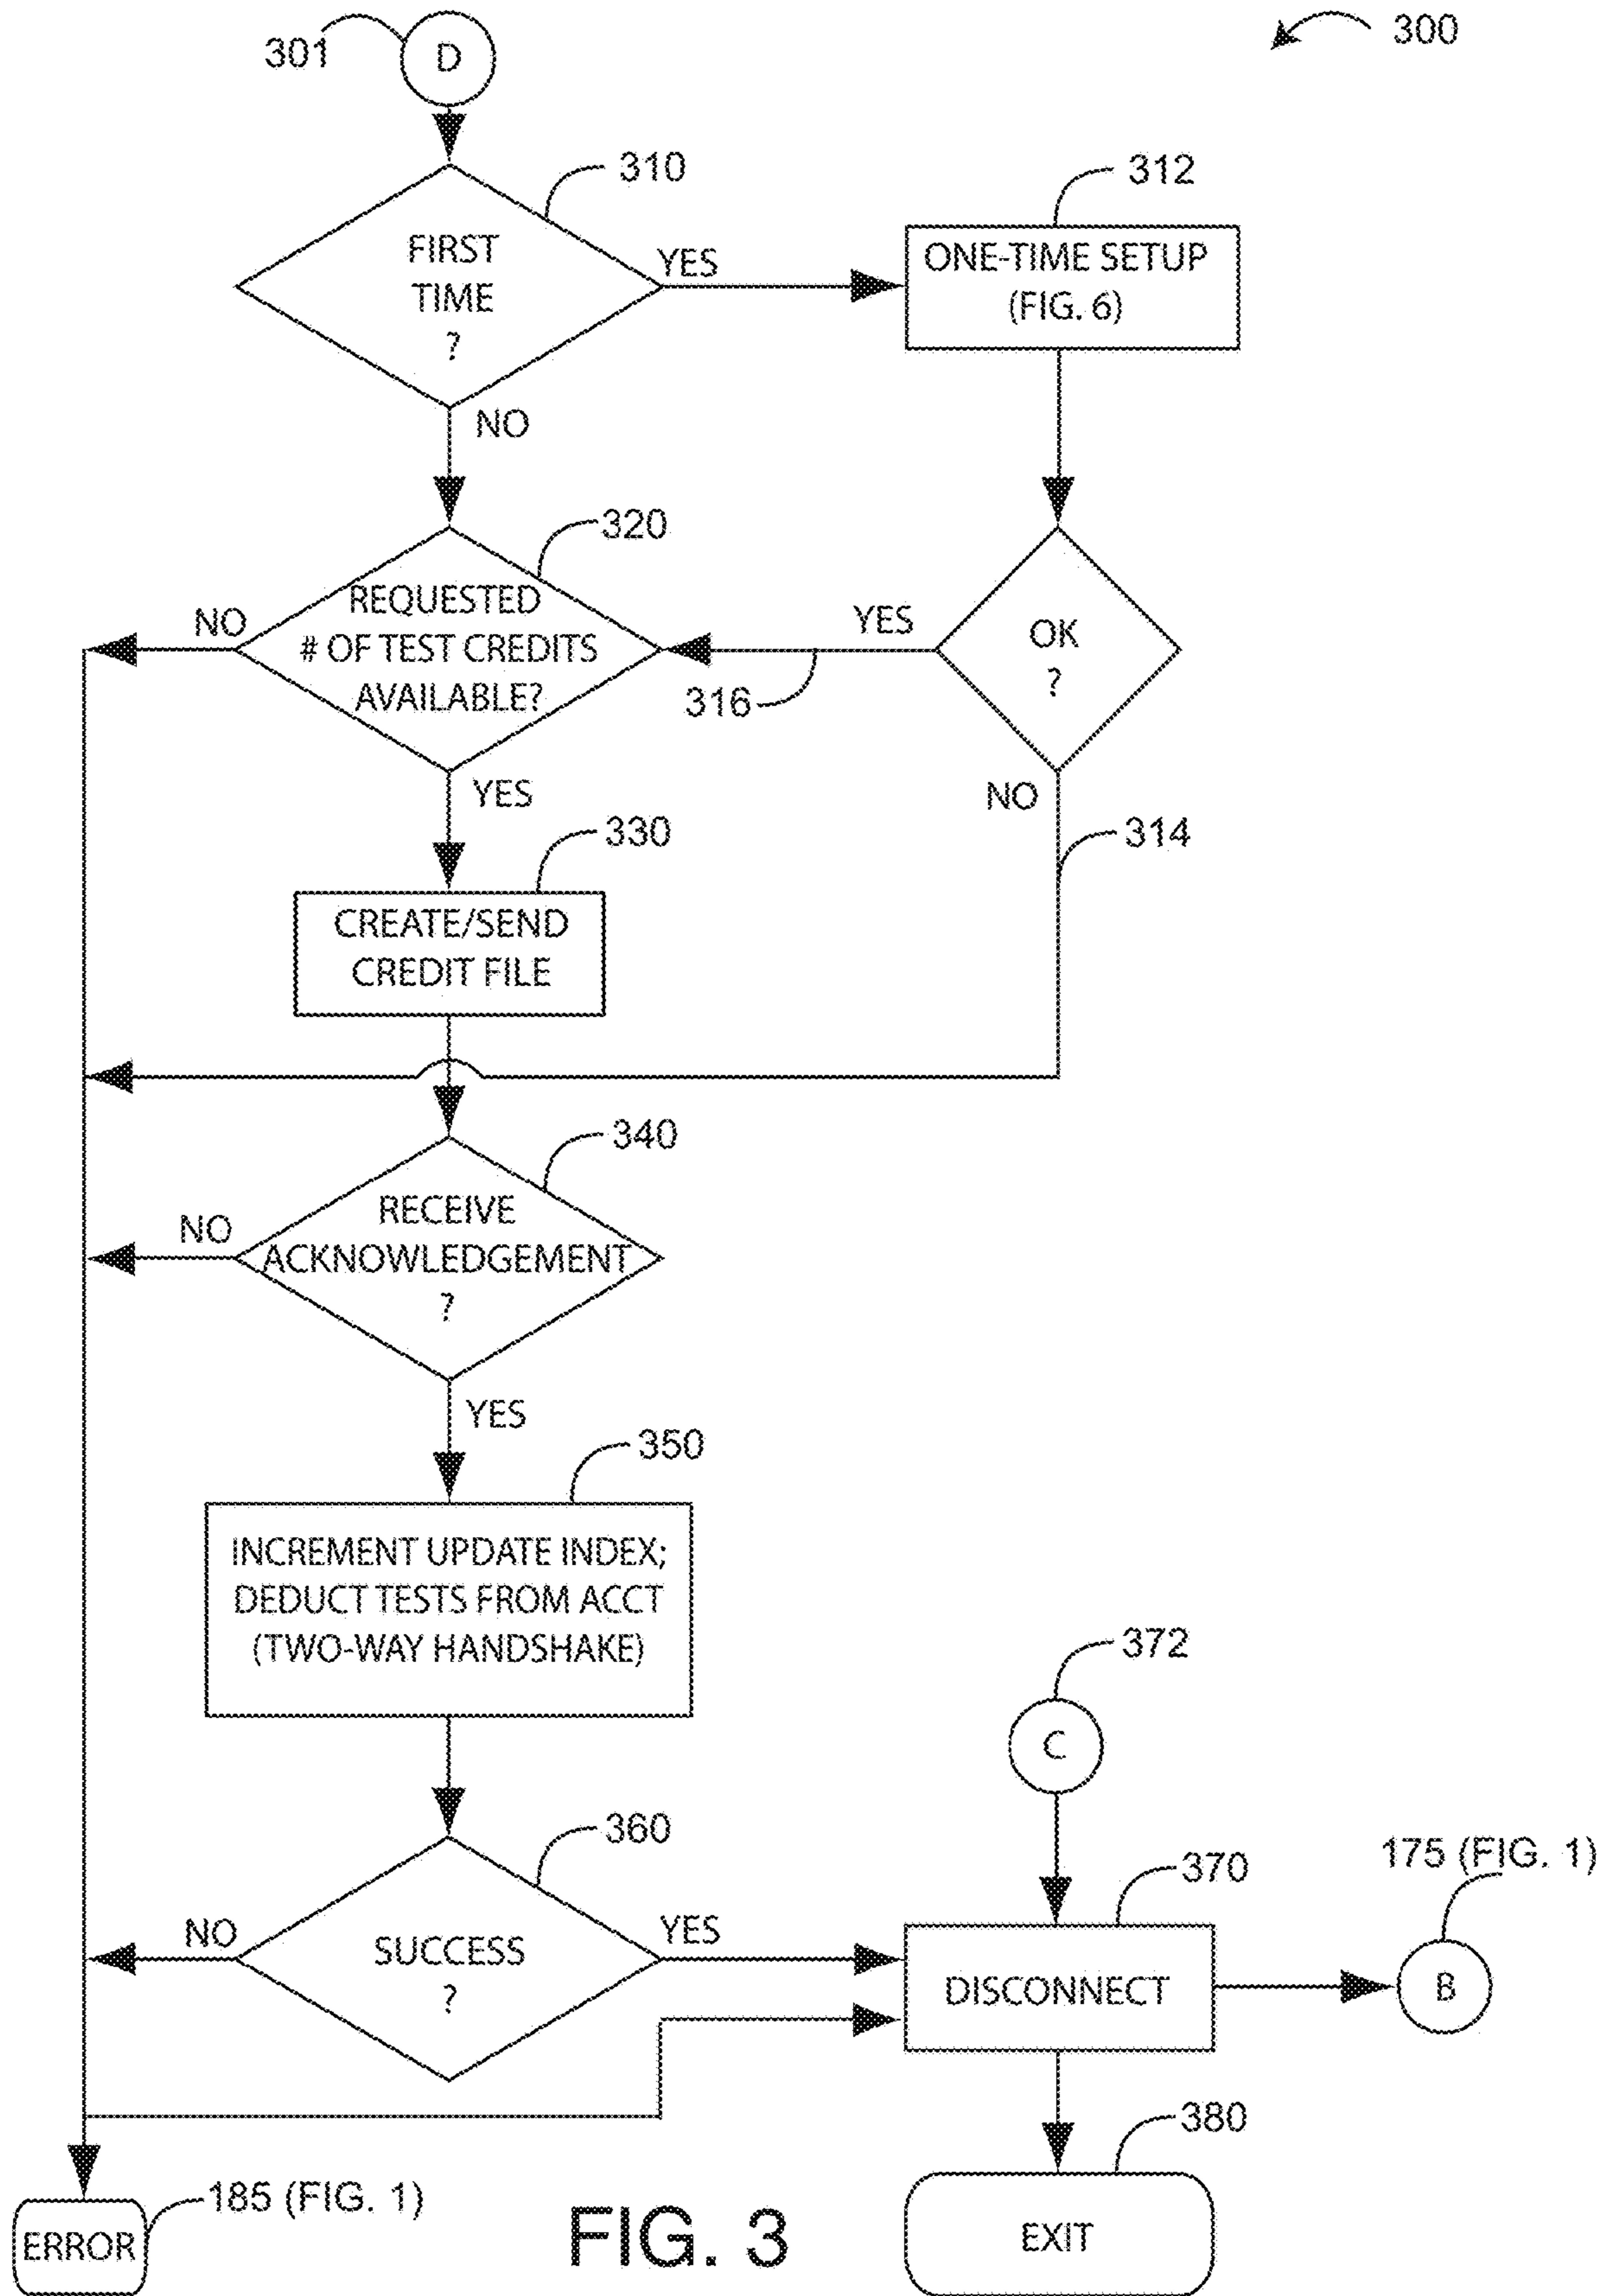 301
D
300
310
312
FIRST
TIME
?
YES
ONE-TIME SETUP
(FIG. 6)
NO
320
REQUESTED
# OF TEST CREDITS
AVAILABLE?
NO
YES
316
OK
?
YES
NO
314
330
CREATE/SEND
CREDIT FILE
340
RECEIVE
ACKNOWLEDGEMENT
?
NO
YES
350
INCREMENT UPDATE INDEX;
DEDUCT TESTS FROM ACCT
(TWO-WAY HANDSHAKE)
372
C
360
370
175 (FIG. 1)
NO
SUCCESS
?
YES
DISCONNECT
B
380
185 (FIG. 1)
ERROR
FIG. 3
EXIT